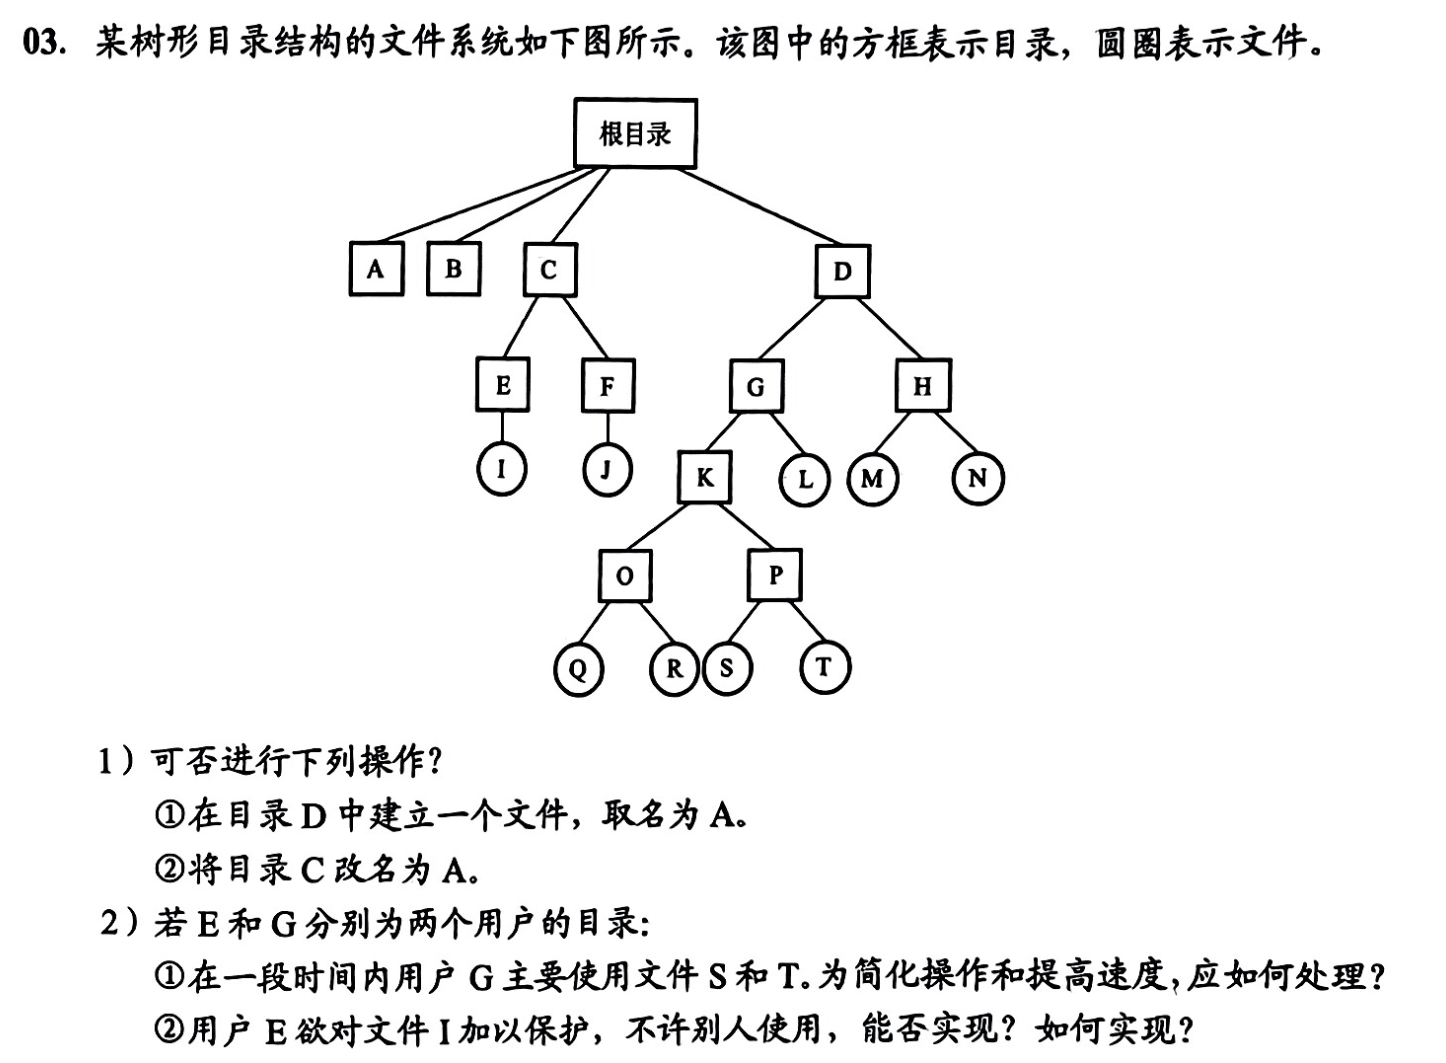 03. 某树形目录结构的文件系统如下图所示。该图中的方框表示目录，圆圈表示文件。
根目录
A B C D
E F G H
I J K L M N
O P
Q R S T
1）可否进行下列操作？
①在目录 D 中建立一个文件，取名为 A。
②将目录 C 改名为 A。
2）若 E 和 G 分别为两个用户的目录：
①在一段时间内用户 G 主要使用文件 S 和 T。为简化操作和提高速度，应如何处理？
②用户 E 欲对文件 I 加以保护，不许别人使用，能否实现？如何实现？